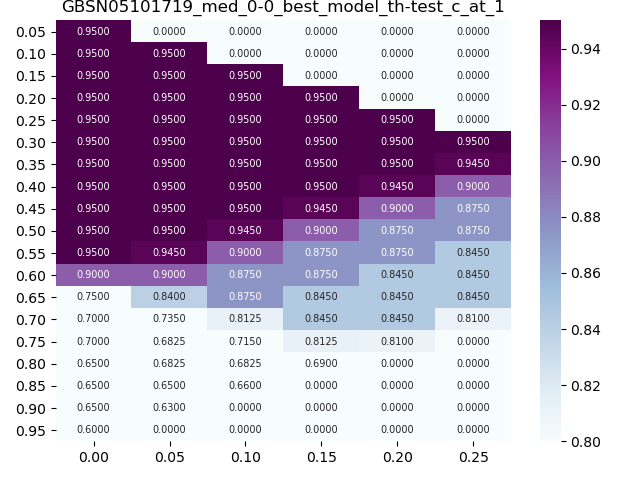 GBSN05101719_med_0-0_best_model_th-test_c_at_1
0.05 0.9500 0.0000 0.0000 0.0000 0.0000 0.0000
0.10 0.9500 0.9500 0.0000 0.0000 0.0000 0.0000
0.15 0.9500 0.9500 0.9500 0.0000 0.0000 0.0000
0.20 0.9500 0.9500 0.9500 0.9500 0.0000 0.0000
0.25 0.9500 0.9500 0.9500 0.9500 0.9500 0.0000
0.30 0.9500 0.9500 0.9500 0.9500 0.9500 0.9500
0.35 0.9500 0.9500 0.9500 0.9500 0.9500 0.9450
0.40 0.9500 0.9500 0.9500 0.9500 0.9450 0.9000
0.45 0.9500 0.9500 0.9500 0.9450 0.9000 0.8750
0.50 0.9500 0.9500 0.9450 0.9000 0.8750 0.8750
0.55 0.9500 0.9450 0.9000 0.8750 0.8750 0.8450
0.60 0.9000 0.9000 0.8750 0.8750 0.8450 0.8450
0.65 0.7500 0.8400 0.8750 0.8450 0.8450 0.8450
0.70 0.7000 0.7350 0.8125 0.8450 0.8450 0.8100
0.75 0.7000 0.6825 0.7150 0.8125 0.8100 0.0000
0.80 0.6500 0.6825 0.6825 0.6900 0.0000 0.0000
0.85 0.6500 0.6500 0.6600 0.0000 0.0000 0.0000
0.90 0.6500 0.6300 0.0000 0.0000 0.0000 0.0000
0.95 0.6000 0.0000 0.0000 0.0000 0.0000 0.0000
0.00 0.05 0.10 0.15 0.20 0.25
0.94
0.92
0.90
0.88
0.86
0.84
0.82
0.80